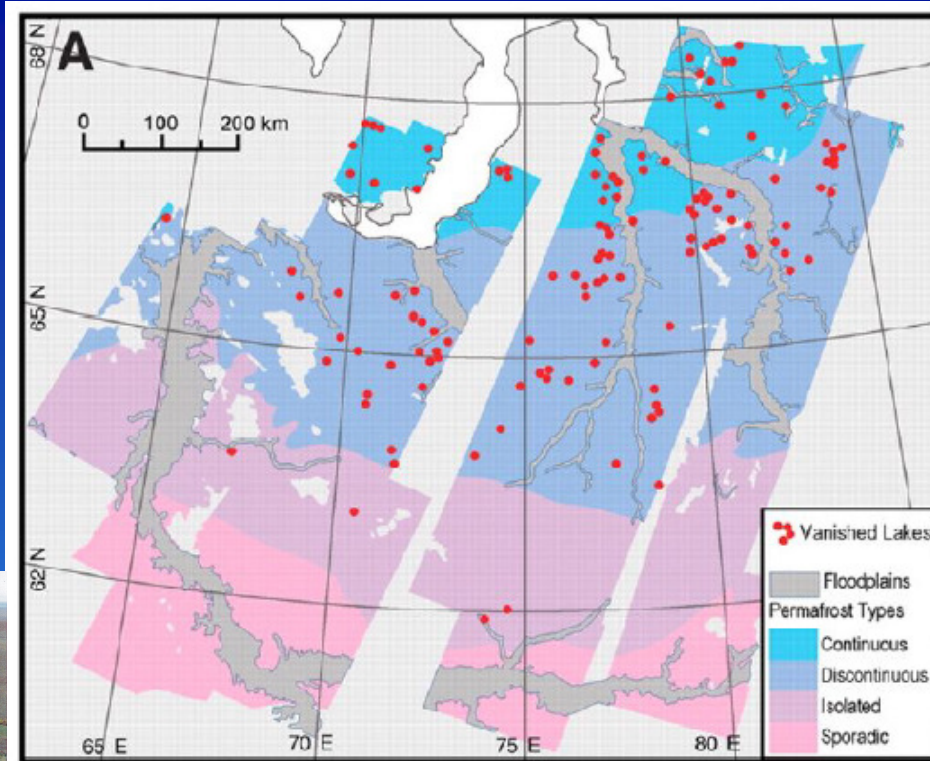 A
68 N
0 100 200 km
65 N
62 N
65 E 70 E 75 E 80 E
Vanished Lakes
Floodplains
Permafrost Types
Continucus
Discontinuous
Isolated
Sporadic